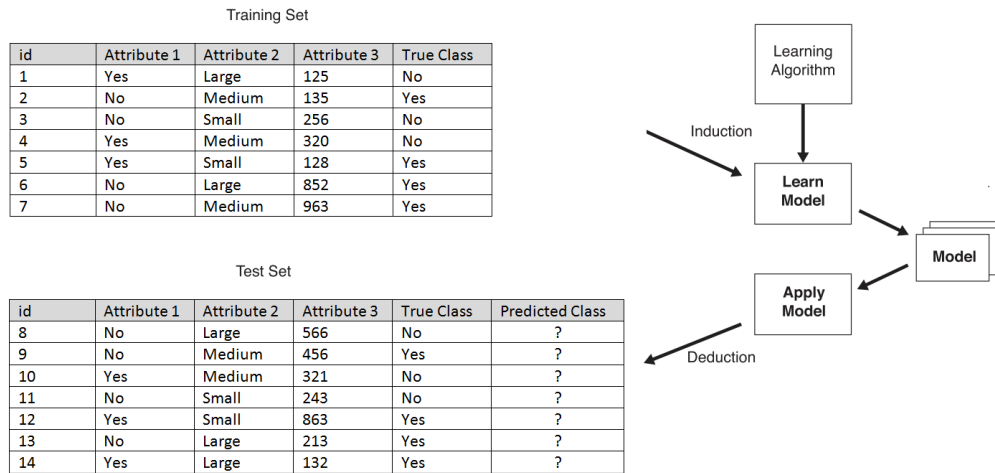 Training Set
id Attribute 1 Attribute 2 Attribute 3 True Class
1 Yes Large 125 No
2 No Medium 135 Yes
3 No Small 256 No
4 Yes Medium 320 No
5 Yes Small 128 Yes
6 No Large 852 Yes
7 No Medium 963 Yes
Test Set
id Attribute 1 Attribute 2 Attribute 3 True Class Predicted Class
8 No Large 566 No ?
9 No Medium 456 Yes ?
10 Yes Medium 321 No ?
11 No Small 243 No ?
12 Yes Small 863 Yes ?
13 No Large 213 Yes ?
14 Yes Large 132 Yes ?
Learning
Algorithm
Induction
Learn
Model
Model
Apply
Model
Deduction